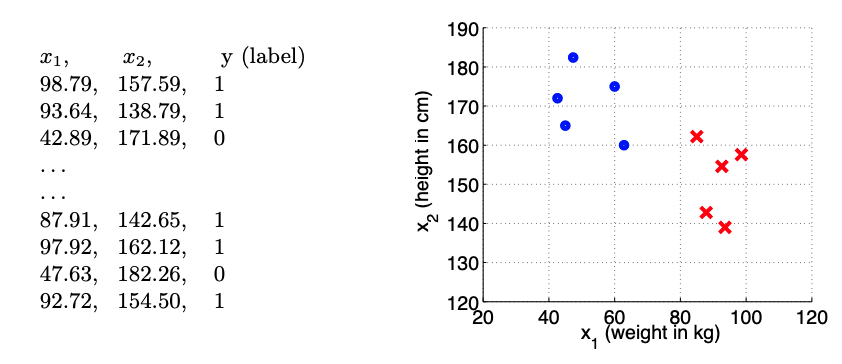 x₁, x₂, y (label)
98.79, 157.59, 1
93.64, 138.79, 1
42.89, 171.89, 0
...
...
87.91, 142.65, 1
97.92, 162.12, 1
47.63, 182.26, 0
92.72, 154.50, 1
190
180
170
160
150
140
130
120
x₂ (height in cm)
20 40 60 80 100 120
x₁ (weight in kg)